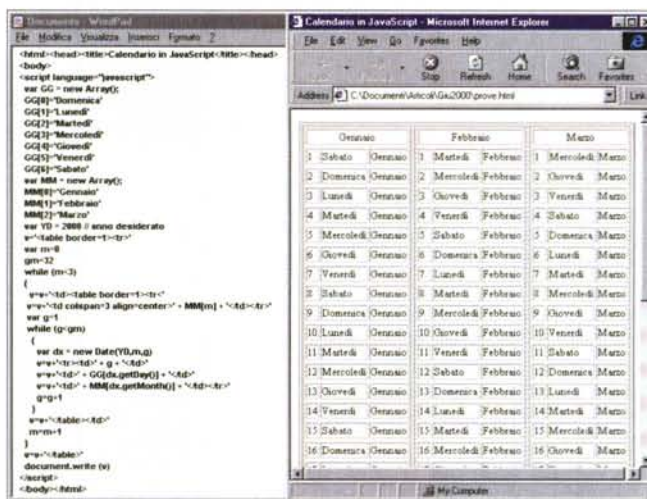 Documento - WordPad
File Modifica Visualizza Inserisci Formato ?
<html><head><title>Calendario in JavaScript</title></head>
<body>
<script language="javascript">
var GG = new Array();
GG[0]='Domenica'
GG[1]='Lunedì'
GG[2]='Martedì'
GG[3]='Mercoledì'
GG[4]='Giovedì'
GG[5]='Venerdì'
GG[6]='Sabato'
var MM = new Array();
MM[0]='Gennaio'
MM[1]='Febbraio'
MM[2]='Marzo'
var YD = 2000 // anno desiderato
v='<table border=1><tr>'
var m=0
gm=32
while (m<3)
{
v=v+'<td><table border=1><tr<'
v=v+'<td colspan=3 align=center>' + MM[m] + '</td></tr>'
var g=1
while (g<gm)
{
var dx = new Date(YD,m,g)
v=v+'<tr><td>' + g + '</td>'
v=v+'<td>' + GG[dx.getDay()] + '</td>'
v=v+'<td>' + MM[dx.getMonth()] + '</td></tr>'
g=g+1
}
v=v+'</table></td>'
m=m+1
}
v=v+'</table>'
document.write (v)
</script>
</body></html>
Calendario in JavaScript - Microsoft Internet Explorer
File Edit View Go Favorites Help
Stop Refresh Home Search Favorites
Address C:\Documenti\Articoli\Giu2000\prove.html Link
Gennaio Febbraio Marzo
1 Sabato Gennaio 1 Martedì Febbraio 1 Mercoledì Marzo
2 Domenica Gennaio 2 Mercoledì Febbraio 2 Giovedì Marzo
3 Lunedì Gennaio 3 Giovedì Febbraio 3 Venerdì Marzo
4 Martedì Gennaio 4 Venerdì Febbraio 4 Sabato Marzo
5 Mercoledì Gennaio 5 Sabato Febbraio 5 Domenica Marzo
6 Giovedì Gennaio 6 Domenica Febbraio 6 Lunedì Marzo
7 Venerdì Gennaio 7 Lunedì Febbraio 7 Martedì Marzo
8 Sabato Gennaio 8 Martedì Febbraio 8 Mercoledì Marzo
9 Domenica Gennaio 9 Mercoledì Febbraio 9 Giovedì Marzo
10 Lunedì Gennaio 10 Giovedì Febbraio 10 Venerdì Marzo
11 Martedì Gennaio 11 Venerdì Febbraio 11 Sabato Marzo
12 Mercoledì Gennaio 12 Sabato Febbraio 12 Domenica Marzo
13 Giovedì Gennaio 13 Domenica Febbraio 13 Lunedì Marzo
14 Venerdì Gennaio 14 Lunedì Febbraio 14 Martedì Marzo
15 Sabato Gennaio 15 Martedì Febbraio 15 Mercoledì Marzo
16 Domenica Gennaio 16 Mercoledì Febbraio 16 Giovedì Marzo
My Computer